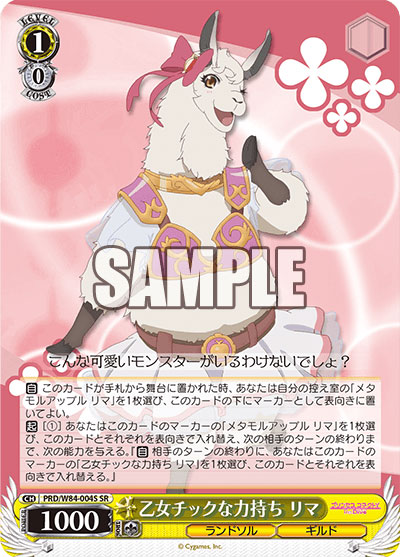 LEVEL
1
0
COST
SAMPLE
こんな可愛いモンスターがいるわけないでしょ？
自 このカードが手札から舞台に置かれた時、あなたは自分の控え室の「メタ
モルアップル リマ」を1枚選び、このカードの下にマーカーとして表向きに置
いてよい。
起［①］あなたはこのカードのマーカーの「メタモルアップル リマ」を1枚選
び、このカードとそれぞれを表向きで入れ替え、次の相手のターンの終わりま
で、次の能力を与える。『自 相手のターンの終わりに、あなたはこのカードの
マーカーの「乙女チックな力持ち リマ」を1枚選び、このカードとそれぞれを
表向きで入れ替える。』
CH PRD/W84-004S SR
1000
乙女チックな力持ち リマ
ランドソル
ギルド
© Cygames, Inc.